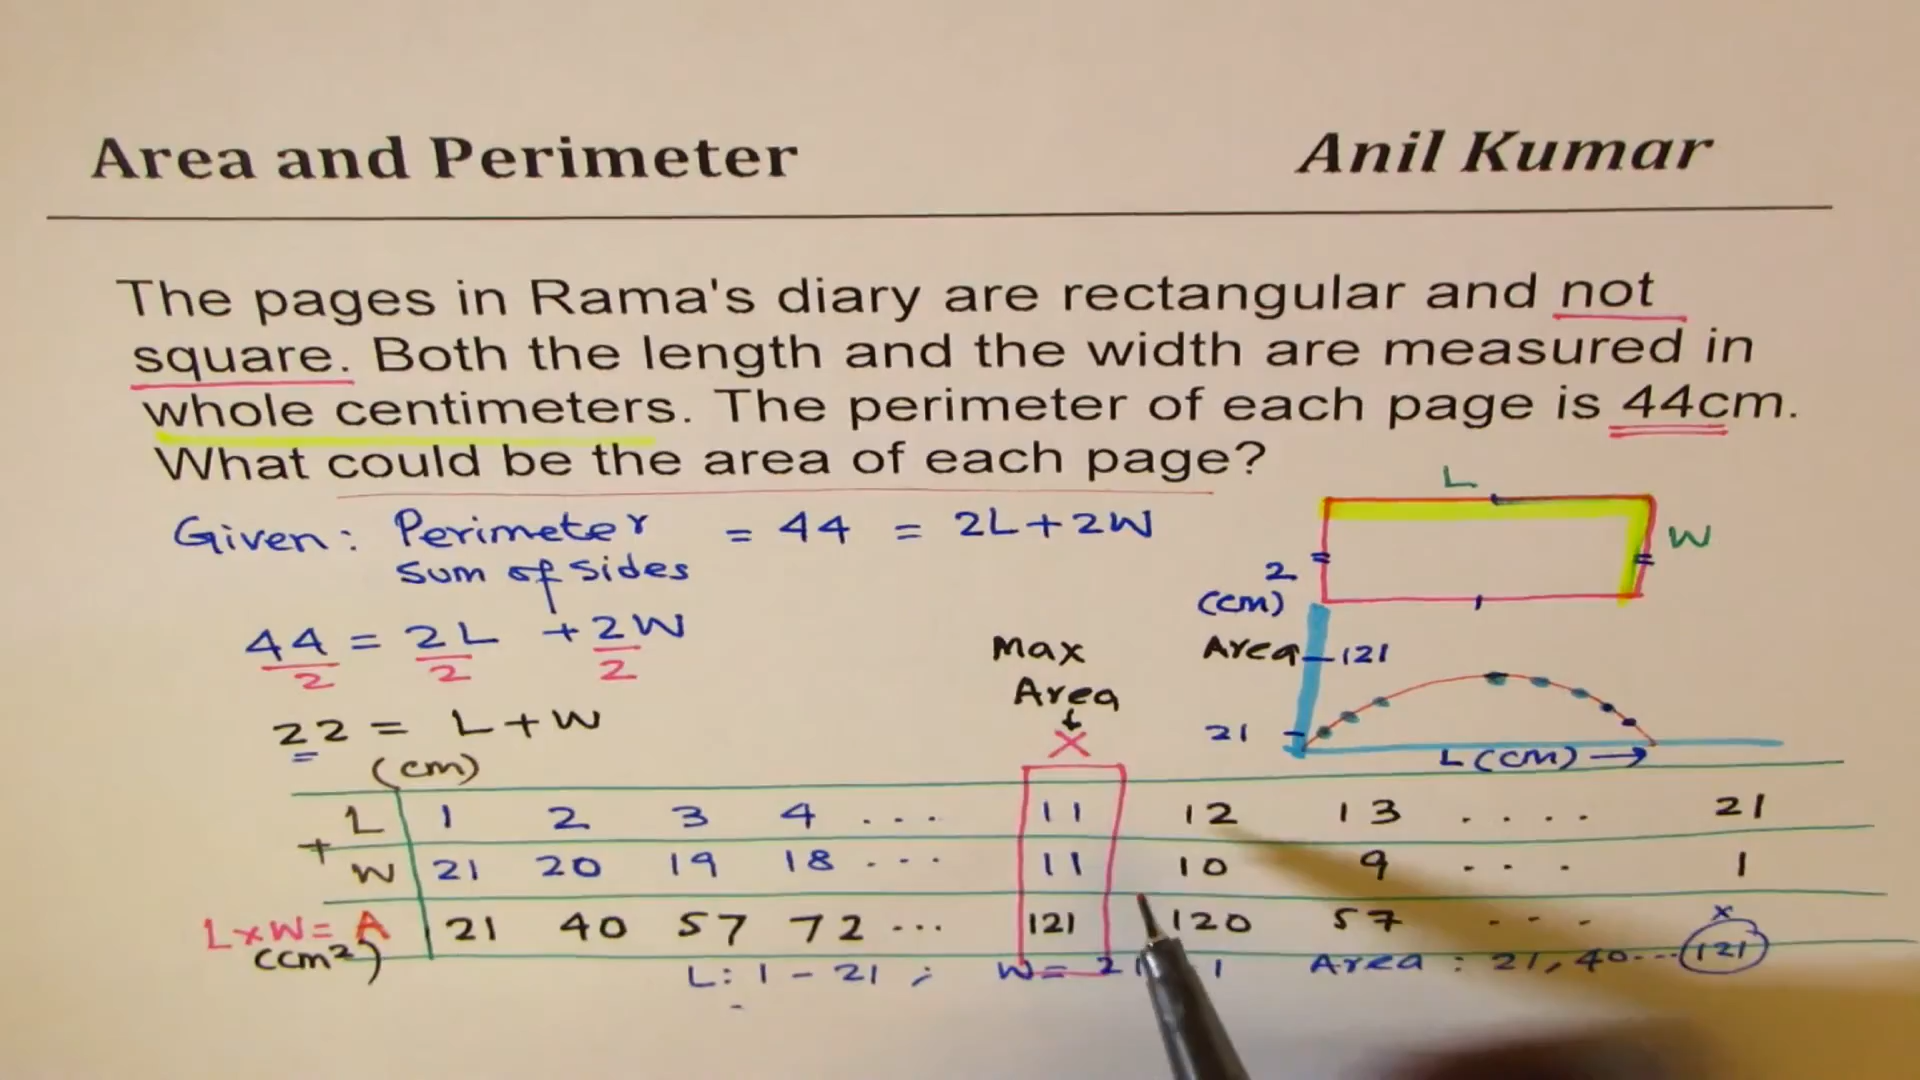 Area and Perimeter Anil Kumar
The pages in Rama's diary are rectangular and not
square. Both the length and the width are measured in
whole centimeters. The perimeter of each page is 44cm.
What could be the area of each page?
L
Given: Perimeter = 44 = 2L + 2W
W
sum of sides
2
(cm)
44 = 2L + 2W
2 2 2
Max
Area
Area 121
22 = L + W
X
21
L (cm) →
(cm)
L 1 2 3 4 ... 11 12 13 .... 21
+
W 21 20 19 18 ... 11 10 9 ... 1
L x W = A 21 40 57 72 ... 121 120 57 ... x
(cm²)
L: 1 - 21 ; W = 21 1 Area : 21, 40 --- 121